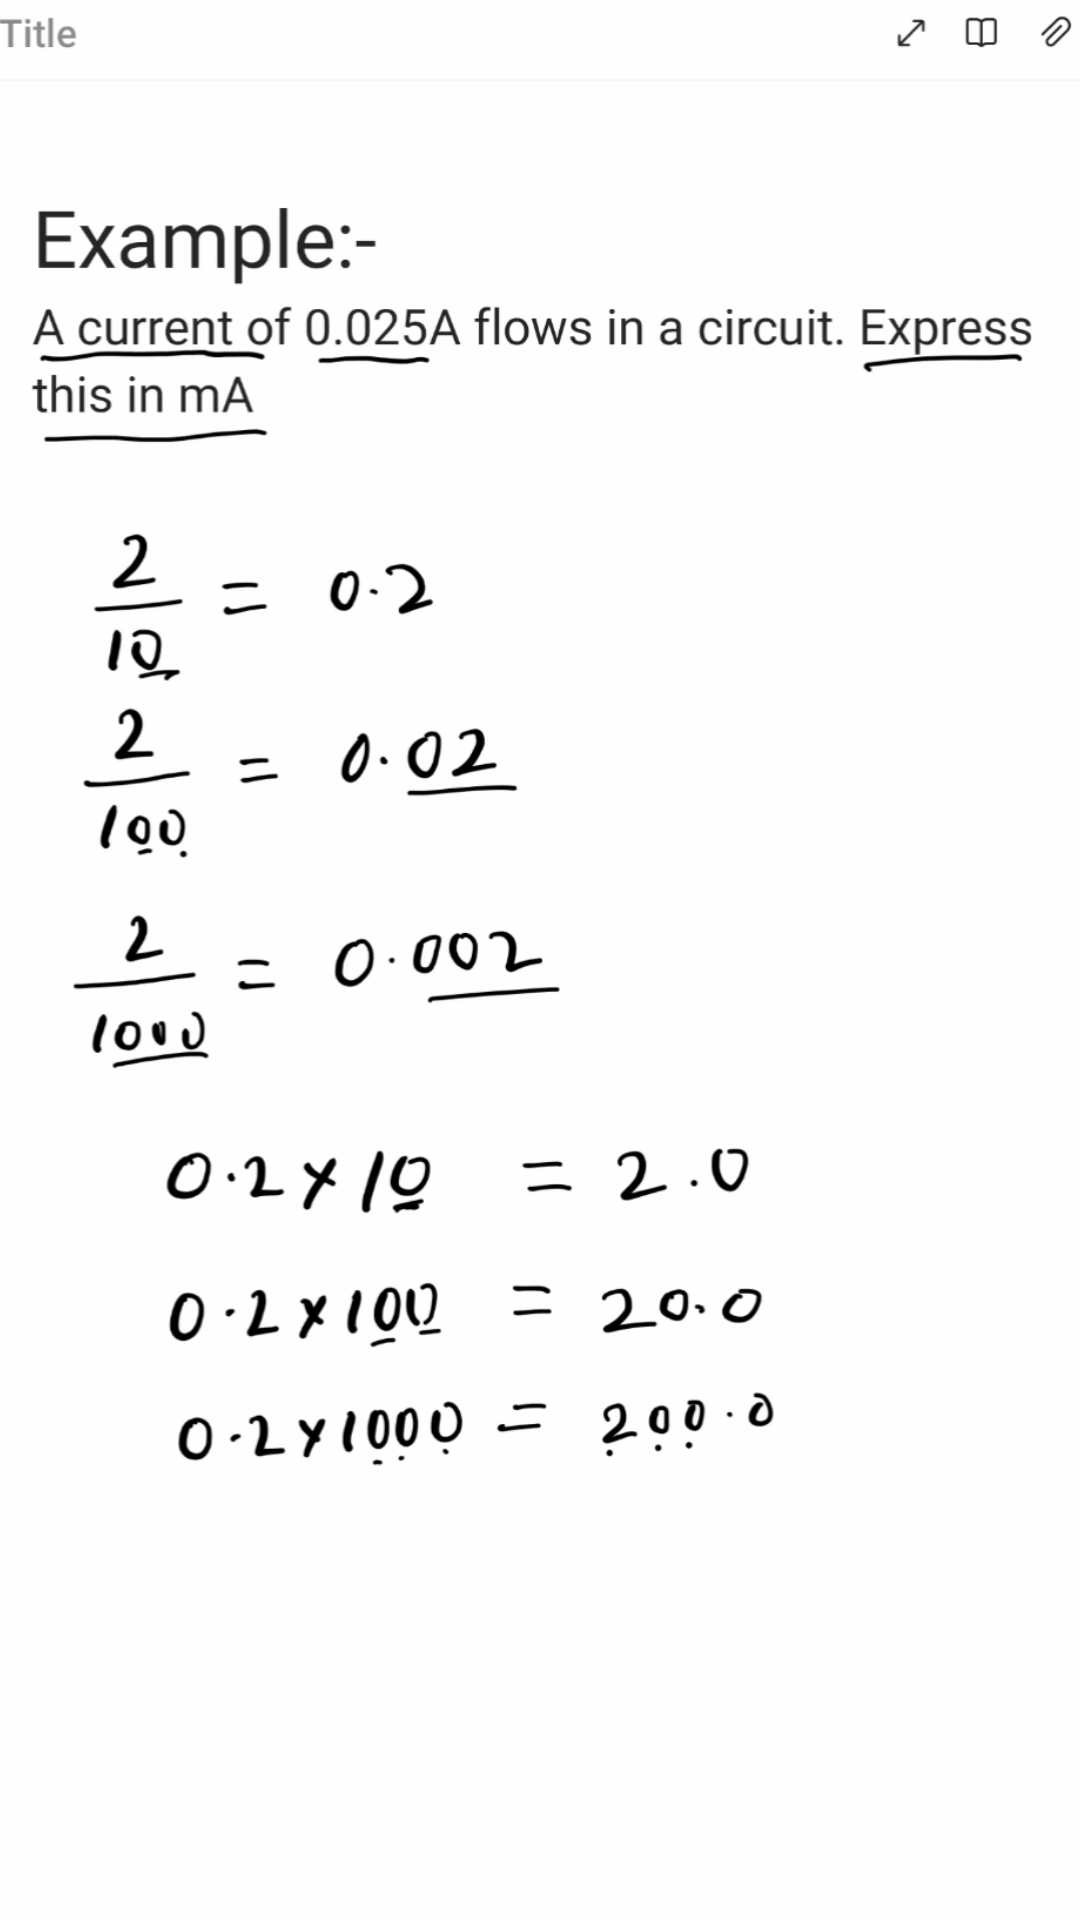 Title
Example:-
A current of 0.025A flows in a circuit. Express
this in mA
2/10 = 0.2
2/100 = 0.02
2/1000 = 0.002
0.2 × 10 = 2.0
0.2 × 100 = 20.0
0.2 × 1000 = 200.0